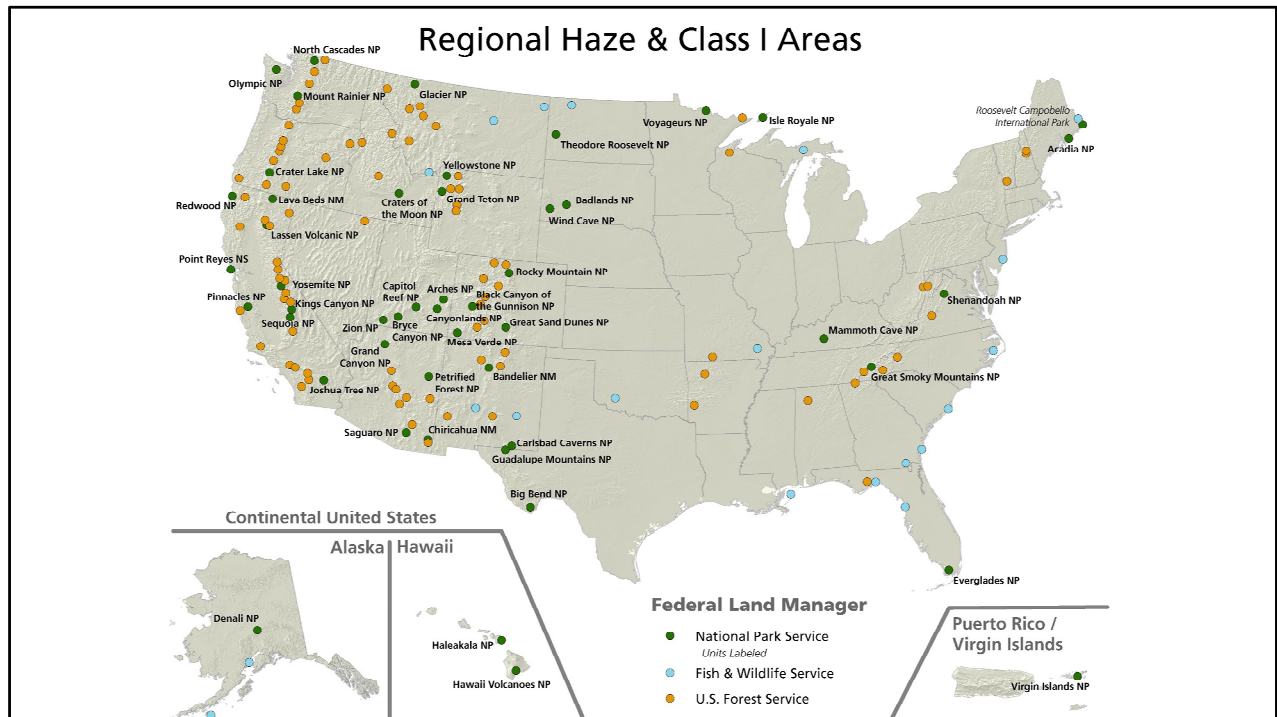 Regional Haze & Class I Areas
North Cascades NP
Olympic NP
Mount Rainier NP
Glacier NP
Voyageurs NP
Isle Royale NP
Roosevelt Campobello
International Park
Acadia NP
Theodore Roosevelt NP
Crater Lake NP
Yellowstone NP
Redwood NP
Lava Beds NM
Craters of
the Moon NP
Grand Teton NP
Badlands NP
Wind Cave NP
Lassen Volcanic NP
Point Reyes NS
Rocky Mountain NP
Yosemite NP
Capitol
Reef NP
Arches NP
Black Canyon of
the Gunnison NP
Pinnacles NP
Kings Canyon NP
Shenandoah NP
Sequoia NP
Zion NP
Bryce
Canyon NP
Canyonlands NP
Great Sand Dunes NP
Mammoth Cave NP
Mesa Verde NP
Grand
Canyon NP
Joshua Tree NP
Petrified
Forest NP
Bandelier NM
Great Smoky Mountains NP
Saguaro NP
Chiricahua NM
Carlsbad Caverns NP
Guadalupe Mountains NP
Big Bend NP
Everglades NP
Continental United States
Alaska
Hawaii
Denali NP
Haleakala NP
Hawaii Volcanoes NP
Federal Land Manager
National Park Service
Units Labeled
Fish & Wildlife Service
U.S. Forest Service
Puerto Rico /
Virgin Islands
Virgin Islands NP